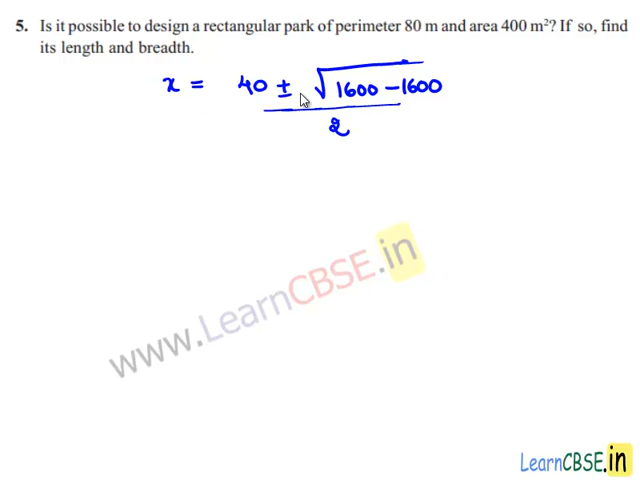 5. Is it possible to design a rectangular park of perimeter 80 m and area 400 m²? If so, find
its length and breadth.
x = 40 ± √1600 − 1600
2
www.LearnCBSE.in
LearnCBSE.in